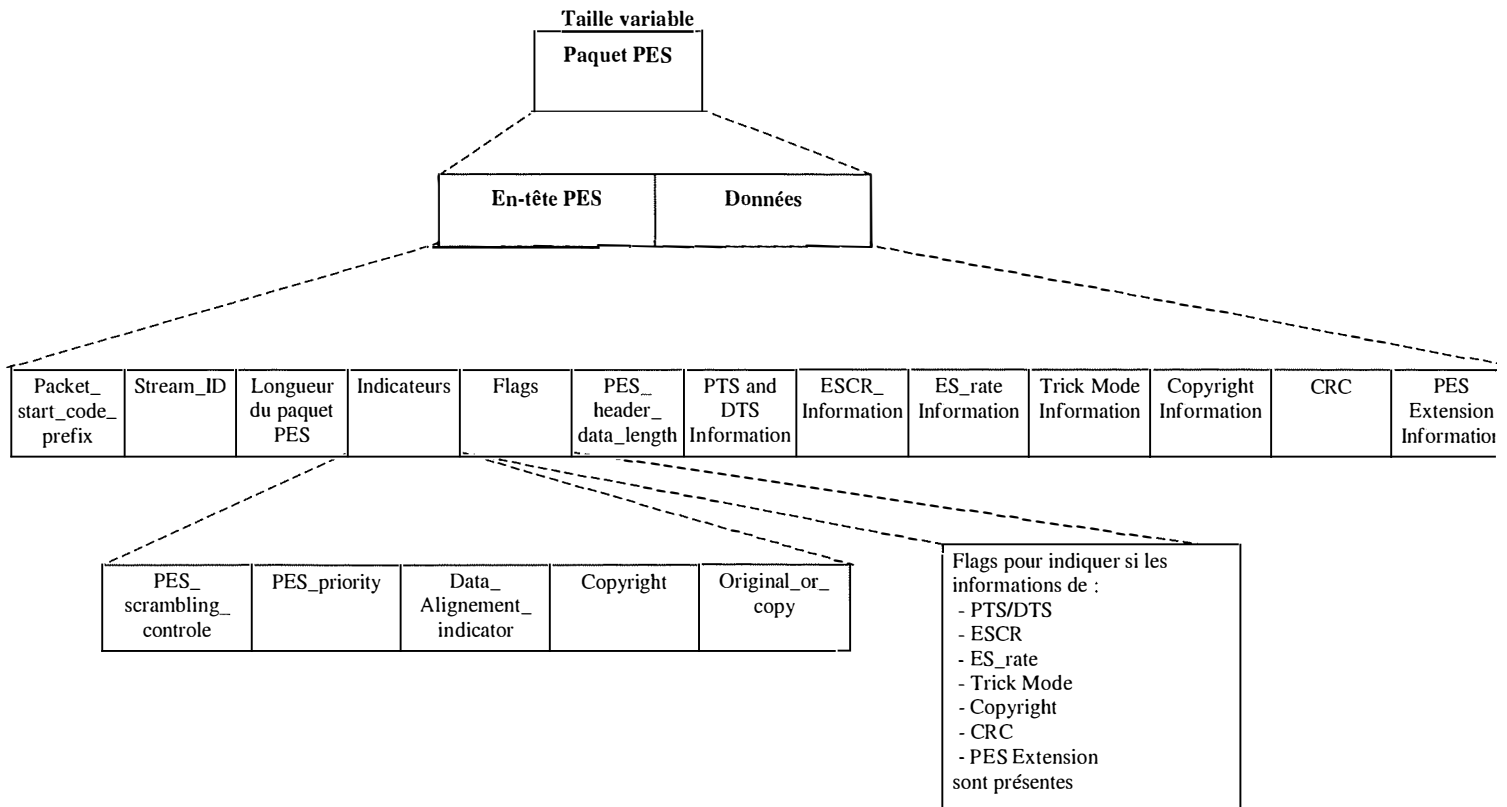 Taille variable
Paquet PES
En-tête PES
Données
Packet_
start_code_
prefix
Stream_ID
Longueur
du paquet
PES
Indicateurs
Flags
PES_
header_
data_length
PTS and
DTS
Information
ESCR_
Information
ES_rate
Information
Trick Mode
Information
Copyright
Information
CRC
PES
Extension
Information
PES_
scrambling_
controle
PES_priority
Data_
Alignement_
indicator
Copyright
Original_or_
copy
Flags pour indiquer si les
informations de :
- PTS/DTS
- ESCR
- ES_rate
- Trick Mode
- Copyright
- CRC
- PES Extension
sont présentes